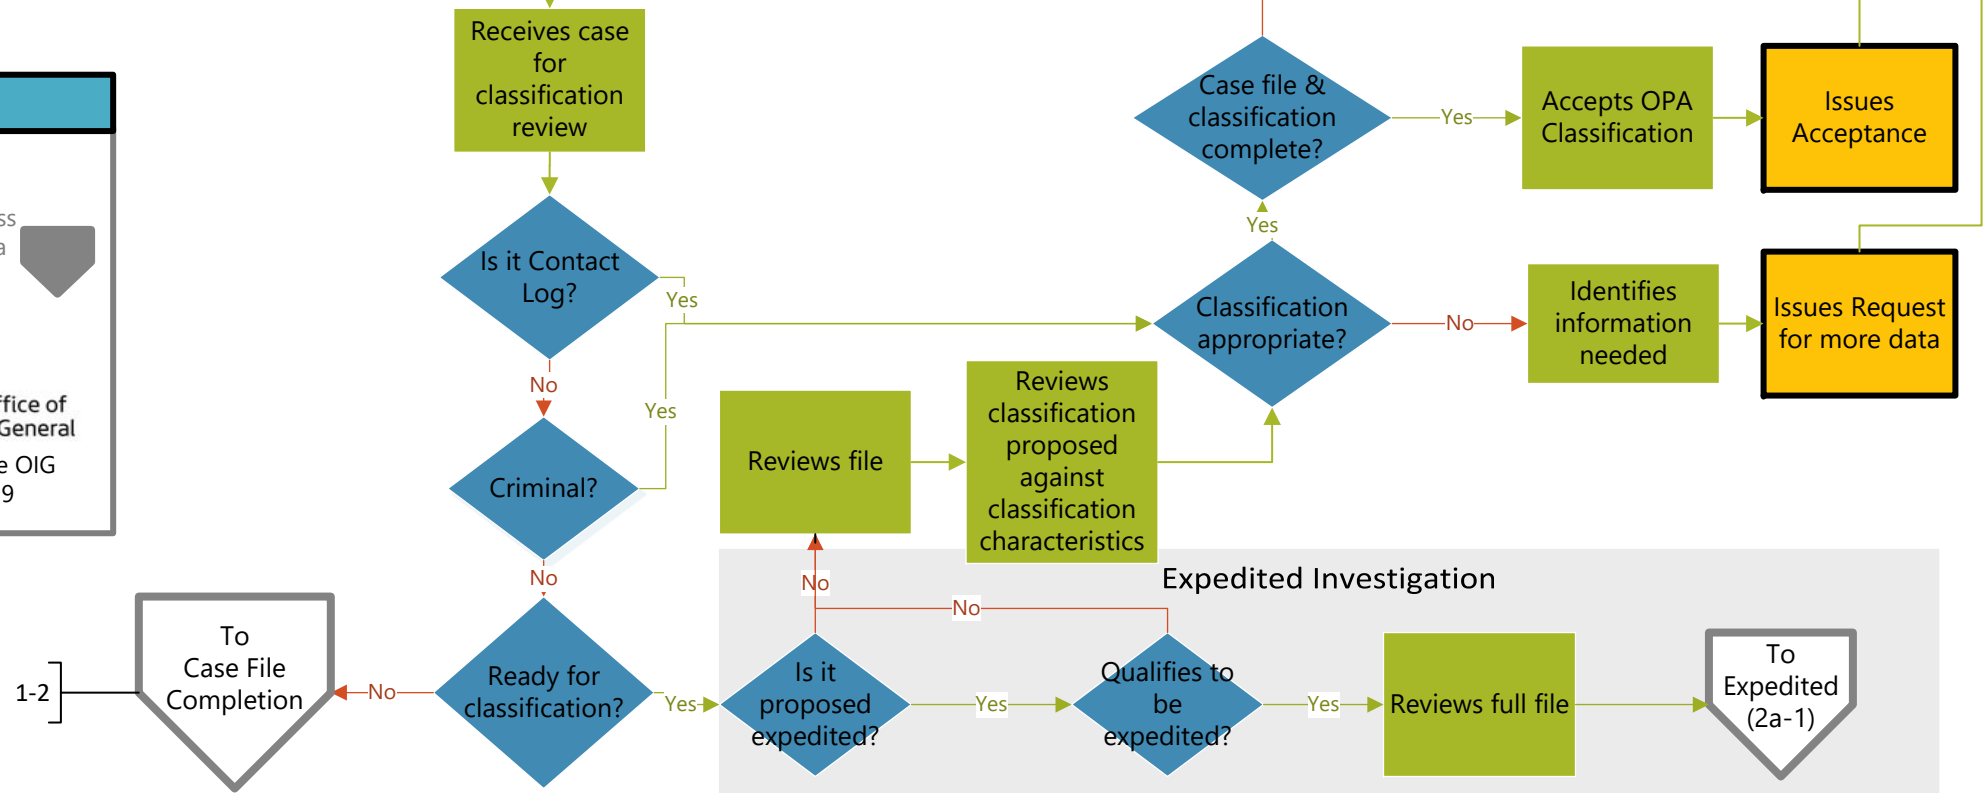 Receives case
for
classification
review
Case file &
classification
complete?
Yes
Accepts OPA
Classification
Issues
Acceptance
Is it Contact
Log?
Yes
Yes
Classification
appropriate?
No
Identifies
information
needed
Issues Request
for more data
No
Yes
Criminal?
Reviews file
Reviews
classification
proposed
against
classification
characteristics
General
OIG
9
No
No
Expedited Investigation
No
1-2
To
Case File
Completion
No
Ready for
classification?
Yes
Is it
proposed
expedited?
Yes
Qualifies to
be
expedited?
Yes
Reviews full file
To
Expedited
(2a-1)